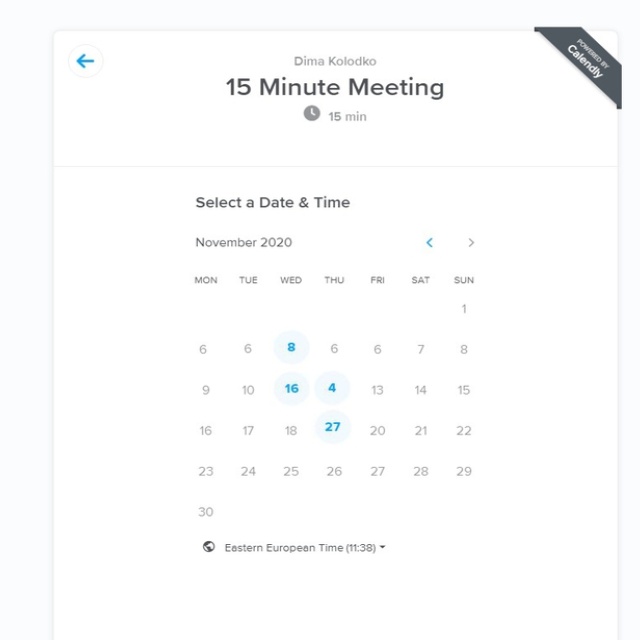 POWERED BY
Calendly
Dima Kolodko
15 Minute Meeting
15 min
Select a Date & Time
November 2020
MON TUE WED THU FRI SAT SUN
1
6 6 8 6 6 7 8
9 10 16 4 13 14 15
16 17 18 27 20 21 22
23 24 25 26 27 28 29
30
Eastern European Time (11:38)